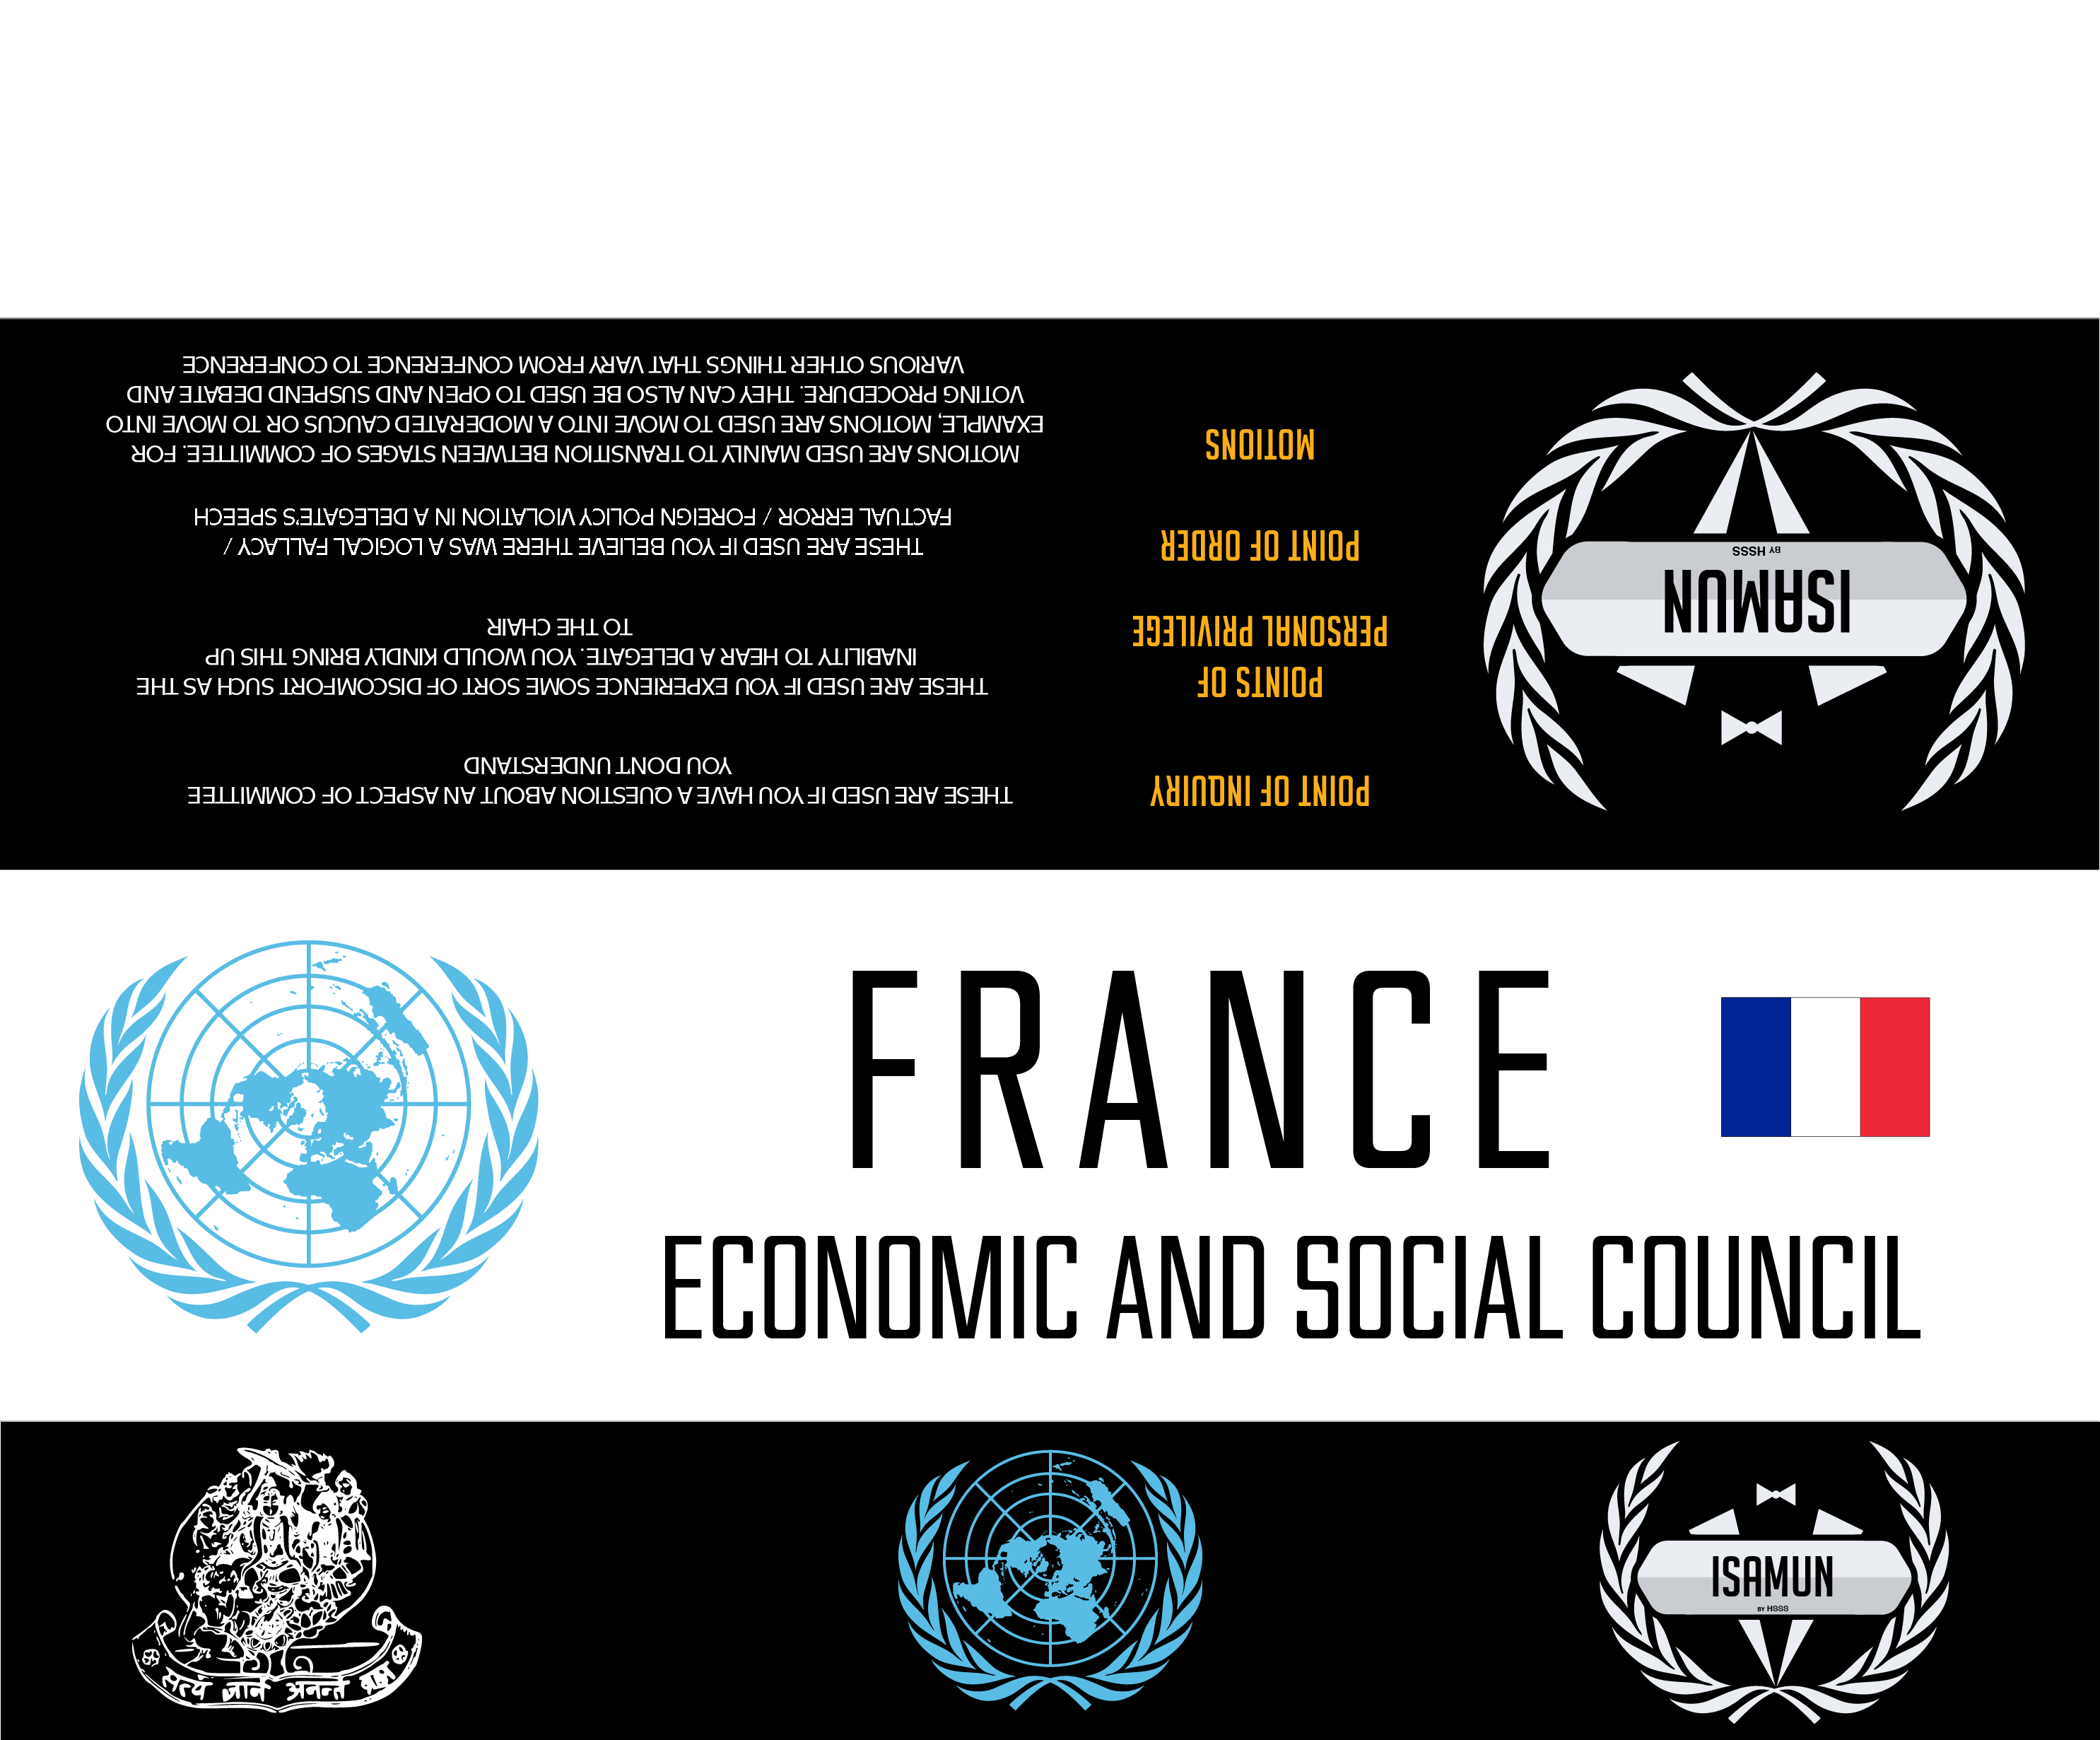 POINT OF INQUIRY
THESE ARE USED IF YOU HAVE A QUESTION ABOUT AN ASPECT OF COMMITTEE
YOU DON'T UNDERSTAND
POINTS OF
PERSONAL PRIVILEGE
THESE ARE USED IF YOU EXPERIENCE SOME SORT OF DISCOMFORT SUCH AS THE
INABILITY TO HEAR A DELEGATE. YOU WOULD KINDLY BRING THIS UP
TO THE CHAIR
POINT OF ORDER
THESE ARE USED IF YOU BELIEVE THERE WAS A LOGICAL FALLACY /
FACTUAL ERROR / FOREIGN POLICY VIOLATION IN A DELEGATE'S SPEECH
MOTIONS
MOTIONS ARE USED MAINLY TO TRANSITION BETWEEN STAGES OF COMMITTEE. FOR
EXAMPLE, MOTIONS ARE USED TO MOVE INTO A MODERATED CAUCUS OR TO MOVE INTO
VOTING PROCEDURE. THEY CAN ALSO BE USED TO OPEN AND SUSPEND DEBATE AND
VARIOUS OTHER THINGS THAT VARY FROM CONFERENCE TO CONFERENCE
ISAMUN
BY HSSS
FRANCE
ECONOMIC AND SOCIAL COUNCIL
सत्यं ज्ञानं अनन्तं ब्रह्म
ISAMUN
BY HSSS